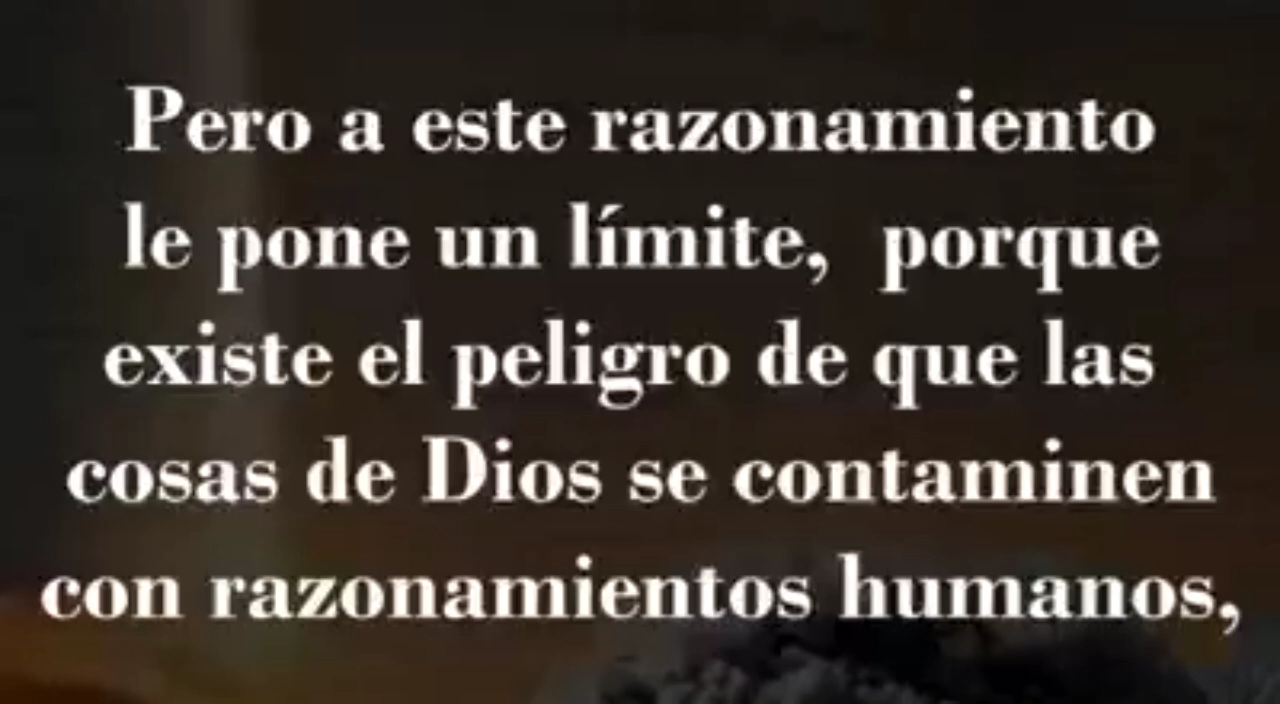 Pero a este razonamiento
le pone un límite,  porque
existe el peligro de que las
cosas de Dios se contaminen
con razonamientos humanos,